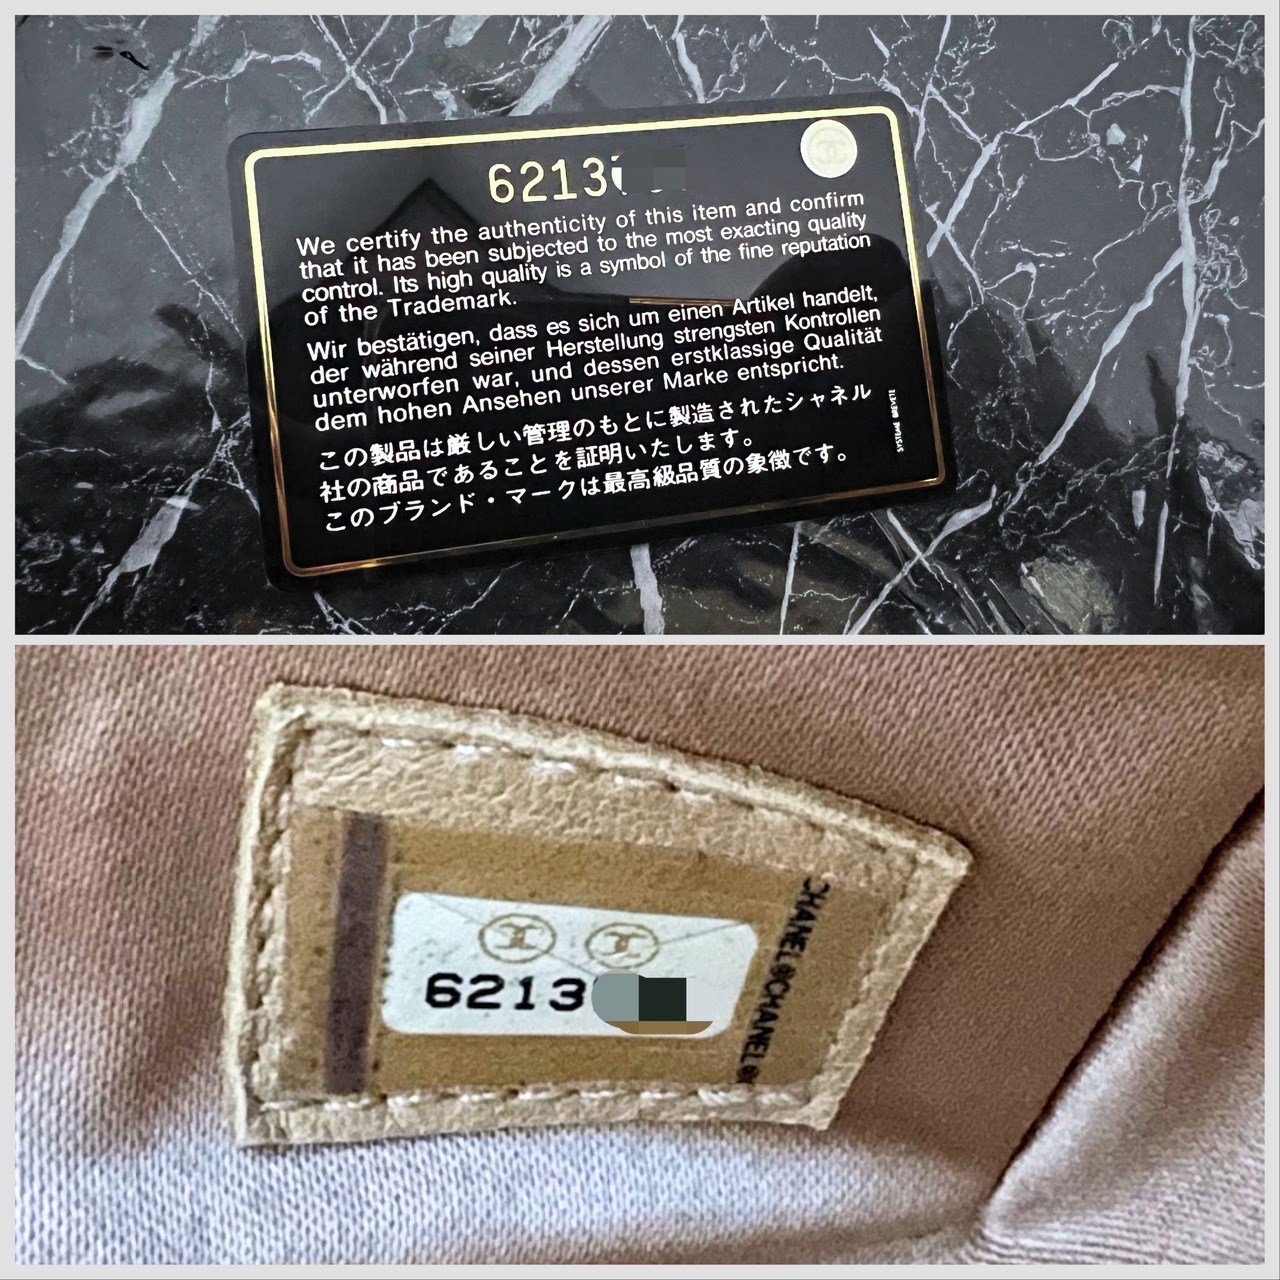 6213
We certify the authenticity of this item and confirm
that it has been subjected to the most exacting quality
control. Its high quality is a symbol of the fine reputation
of the Trademark.
Wir bestätigen, dass es sich um einen Artikel handelt,
der während seiner Herstellung strengsten Kontrollen
unterworfen war, und dessen erstklassige Qualität
dem hohen Ansehen unserer Marke entspricht.
この製品は厳しい管理のもとに製造されたシャネル
社の商品であることを証明いたします。
このブランド・マークは最高級品質の象徴です。
SYSTEME BREVETE
6213
CHANEL©CHANEL ©